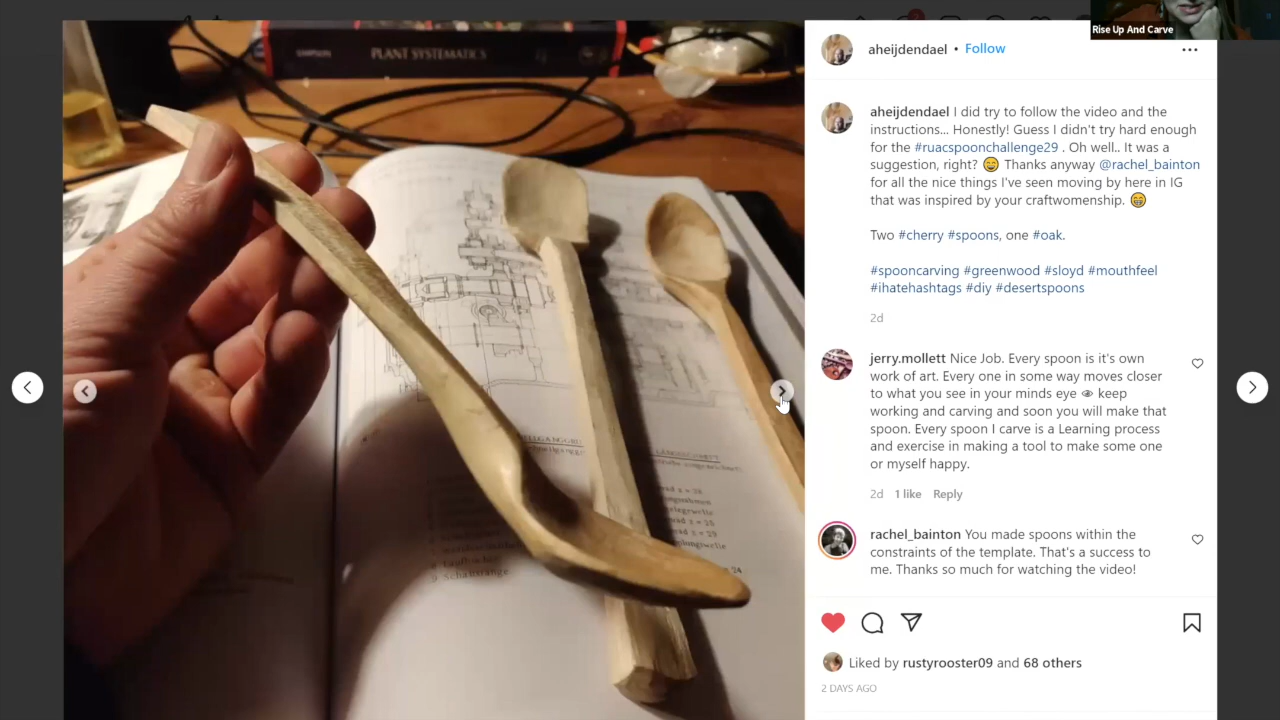 Rise Up And Carve
PLANT SYSTEMATICS
aheijdendael • Follow
aheijdendael I did try to follow the video and the
instructions... Honestly! Guess I didn't try hard enough
for the #ruacspoonchallenge29 . Oh well.. It was a
suggestion, right? 😅 Thanks anyway @rachel_bainton
for all the nice things I've seen moving by here in IG
that was inspired by your craftwomenship. 😁
Two #cherry #spoons, one #oak.
#spooncarving #greenwood #sloyd #mouthfeel
#ihatehashtags #diy #desertspoons
2d
jerry.mollett Nice Job. Every spoon is it's own
work of art. Every one in some way moves closer
to what you see in your minds eye 👁 keep
working and carving and soon you will make that
spoon. Every spoon I carve is a Learning process
and exercise in making a tool to make some one
or myself happy.
2d 1 like Reply
rachel_bainton You made spoons within the
constraints of the template. That's a success to
me. Thanks so much for watching the video!
Liked by rustyrooster09 and 68 others
2 DAYS AGO